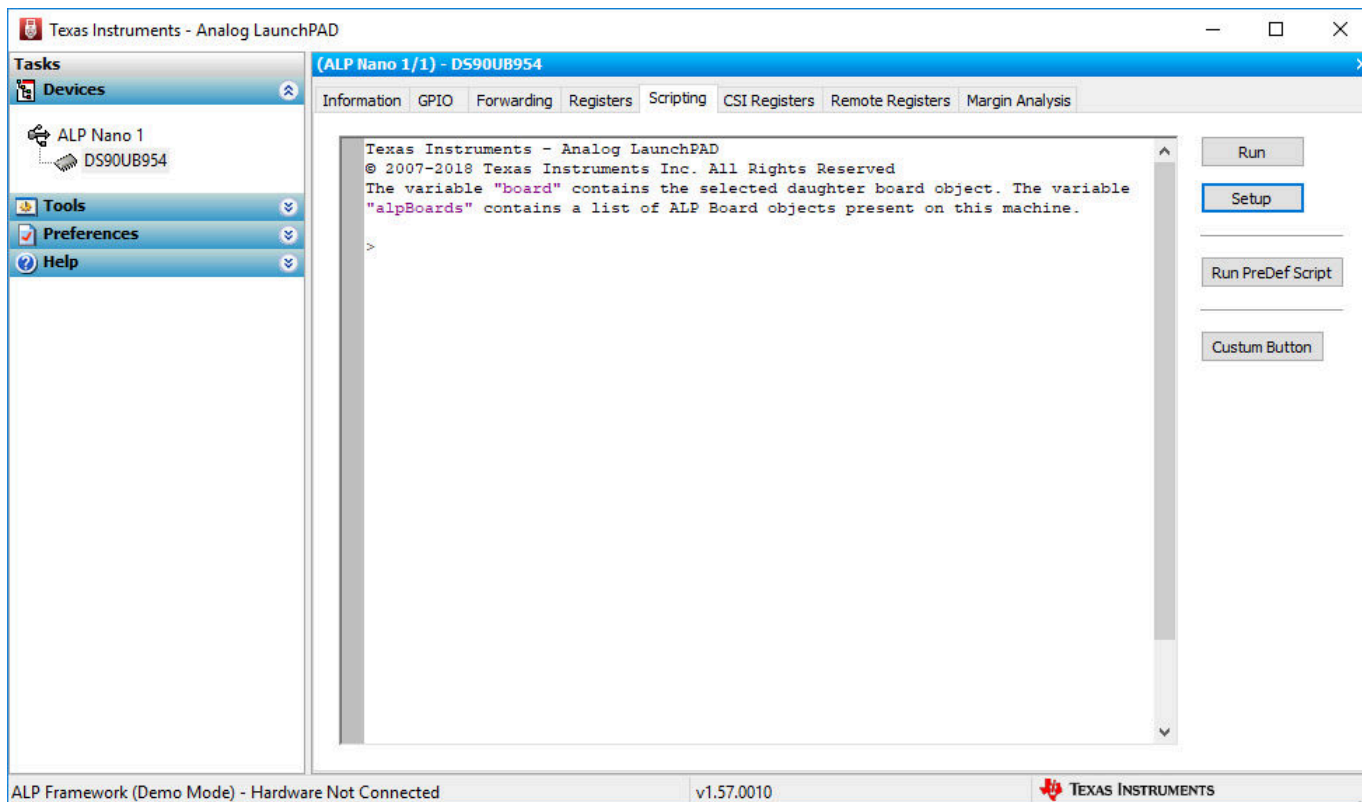 Texas Instruments - Analog LaunchPAD
Tasks
Devices
ALP Nano 1
DS90UB954
Tools
Preferences
Help
(ALP Nano 1/1) - DS90UB954
Information GPIO Forwarding Registers Scripting CSI Registers Remote Registers Margin Analysis
Texas Instruments - Analog LaunchPAD
© 2007-2018 Texas Instruments Inc. All Rights Reserved
The variable "board" contains the selected daughter board object. The variable
"alpBoards" contains a list of ALP Board objects present on this machine.
>
Run
Setup
Run PreDef Script
Custum Button
ALP Framework (Demo Mode) - Hardware Not Connected v1.57.0010 TEXAS INSTRUMENTS